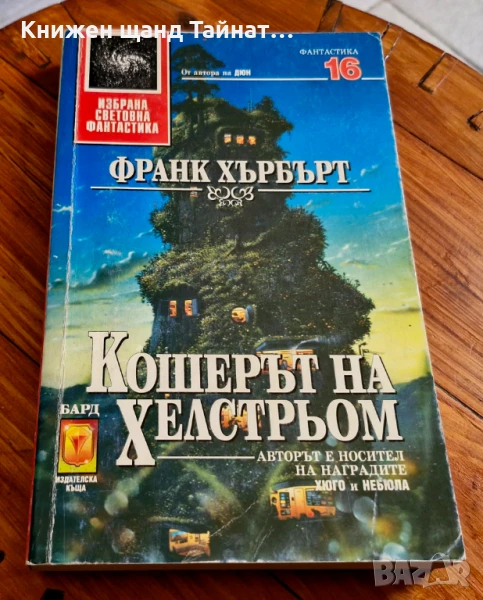 Книжен щанд Тайнат...
ИЗБРАНА
СВЕТОВНА
ФАНТАСТИКА
От автора на ДЮН
ФАНТАСТИКА
16
ФРАНК ХЪРБЪРТ
КОШЕРЪТ НА
ХЕЛСТРЬОМ
БАРД
ИЗДАТЕЛСКА
КЪЩА
АВТОРЪТ Е НОСИТЕЛ
НА НАГРАДИТЕ
ХЮГО И НЕБЮЛА
BAZAR